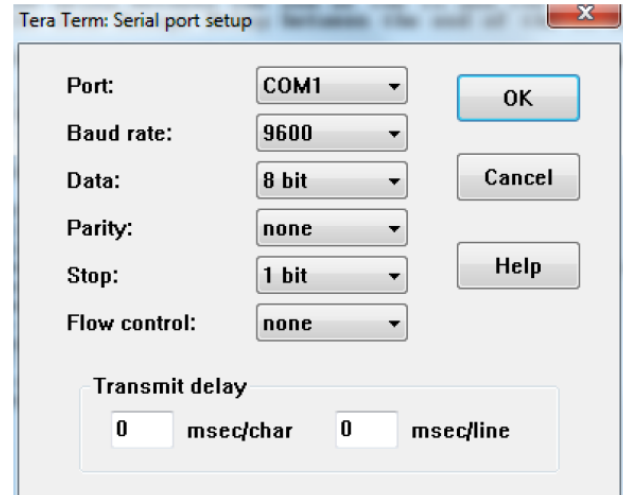 Tera Term: Serial port setup
Port: COM1
OK
Baud rate: 9600
Data: 8 bit
Cancel
Parity: none
Stop: 1 bit
Help
Flow control: none
Transmit delay
0 msec/char 0 msec/line